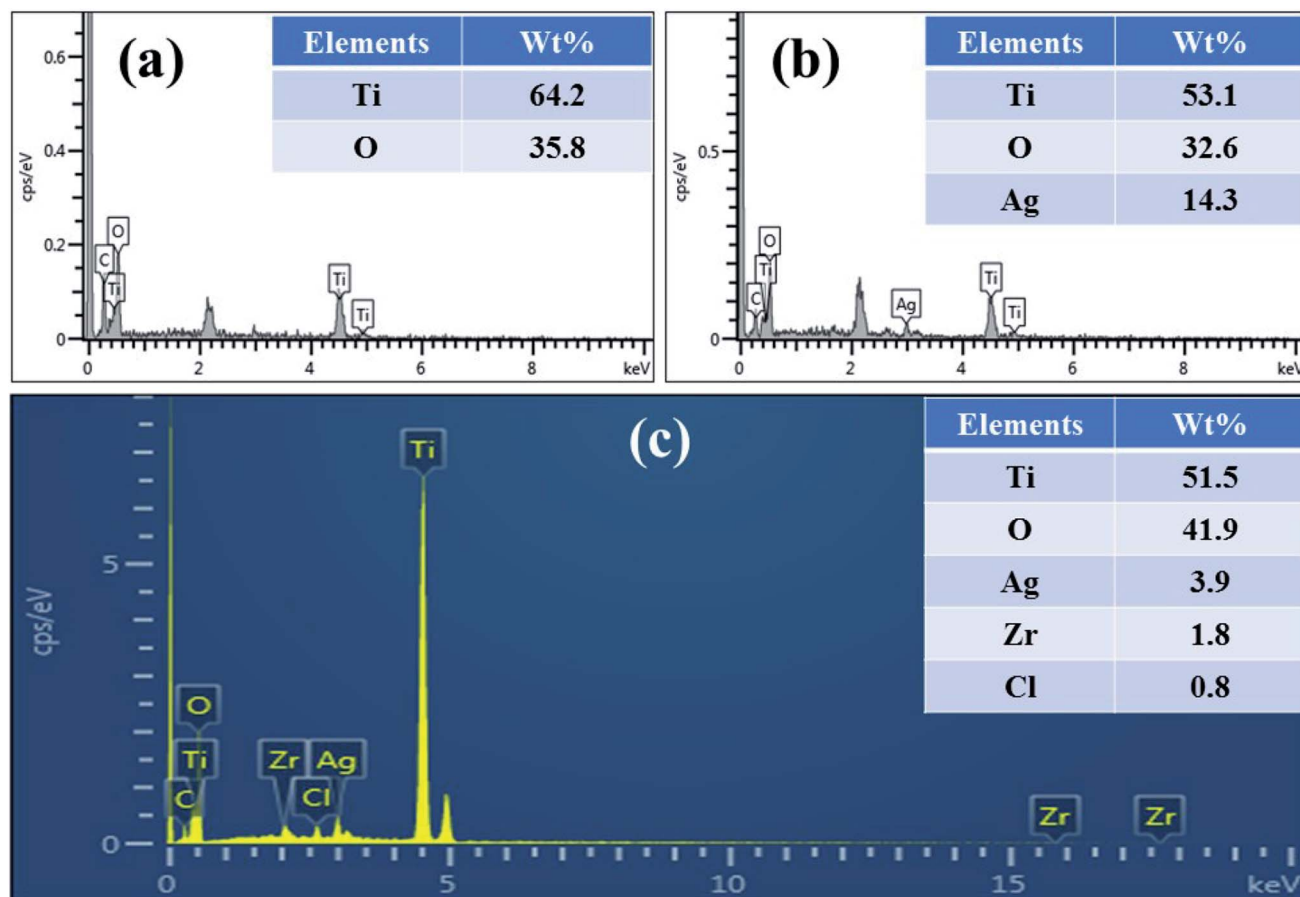 (a)
Elements Wt%
Ti 64.2
O 35.8
cps/eV
0.6
0.4
0.2
0
C
O
Ti
Ti
Ti
0 2 4 6 8 keV
(b)
Elements Wt%
Ti 53.1
O 32.6
Ag 14.3
cps/eV
0.5
0
C
Ti
O
Ag
Ti
Ti
0 2 4 6 8 keV
(c)
Elements Wt%
Ti 51.5
O 41.9
Ag 3.9
Zr 1.8
Cl 0.8
cps/eV
5
0
Ti
O
Ti
C
Zr
Cl
Ag
Zr
Zr
0 5 10 15 keV